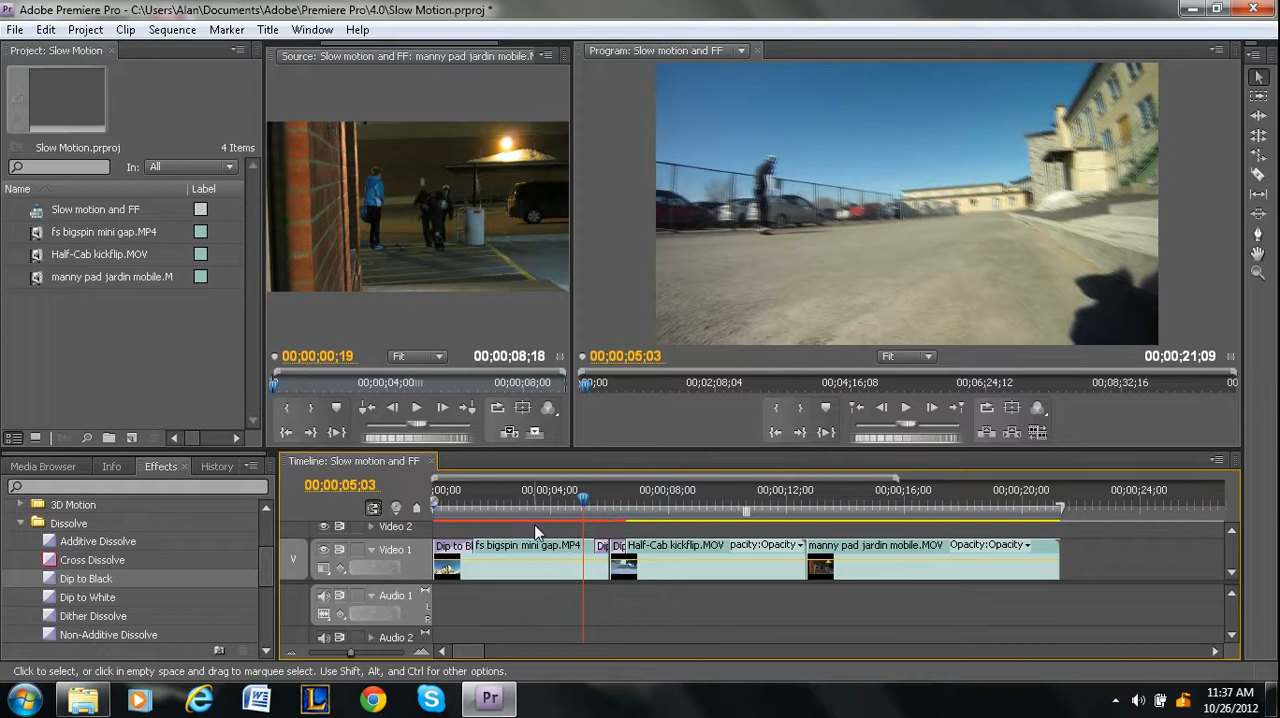 Adobe Premiere Pro - C:\Users\Alan\Documents\Adobe\Premiere Pro\4.0\Slow Motion.prproj *
File Edit Project Clip Sequence Marker Title Window Help
Project: Slow Motion
Source: Slow motion and FF: manny pad jardin mobile.M
Program: Slow motion and FF
Slow Motion.prproj 4 Items
In: All
Name Label
Slow motion and FF
fs bigspin mini gap.MP4
Half-Cab kickflip.MOV
manny pad jardin mobile.M
00;00;00;19 Fit 00;00;08;18
00;00;05;03 Fit 00;00;21;09
00;00;04;00 00;00;08;00
;00;00 00;02;08;04 00;04;16;08 00;06;24;12 00;08;32;16 00
Media Browser Info Effects History
3D Motion
Dissolve
Additive Dissolve
Cross Dissolve
Dip to Black
Dip to White
Dither Dissolve
Non-Additive Dissolve
Timeline: Slow motion and FF
00;00;05;03
;00;00 00;00;04;00 00;00;08;00 00;00;12;00 00;00;16;00 00;00;20;00 00;00;24;00
Video 2
V Video 1
Dip to Bl fs bigspin mini gap.MP4 Dip Dip Half-Cab kickflip.MOV pacity:Opacity manny pad jardin mobile.MOV Opacity:Opacity
Audio 1 L R
Audio 2
Click to select, or click in empty space and drag to marquee select. Use Shift, Alt, and Ctrl for other options.
W L S Pr
11:37 AM
10/26/2012